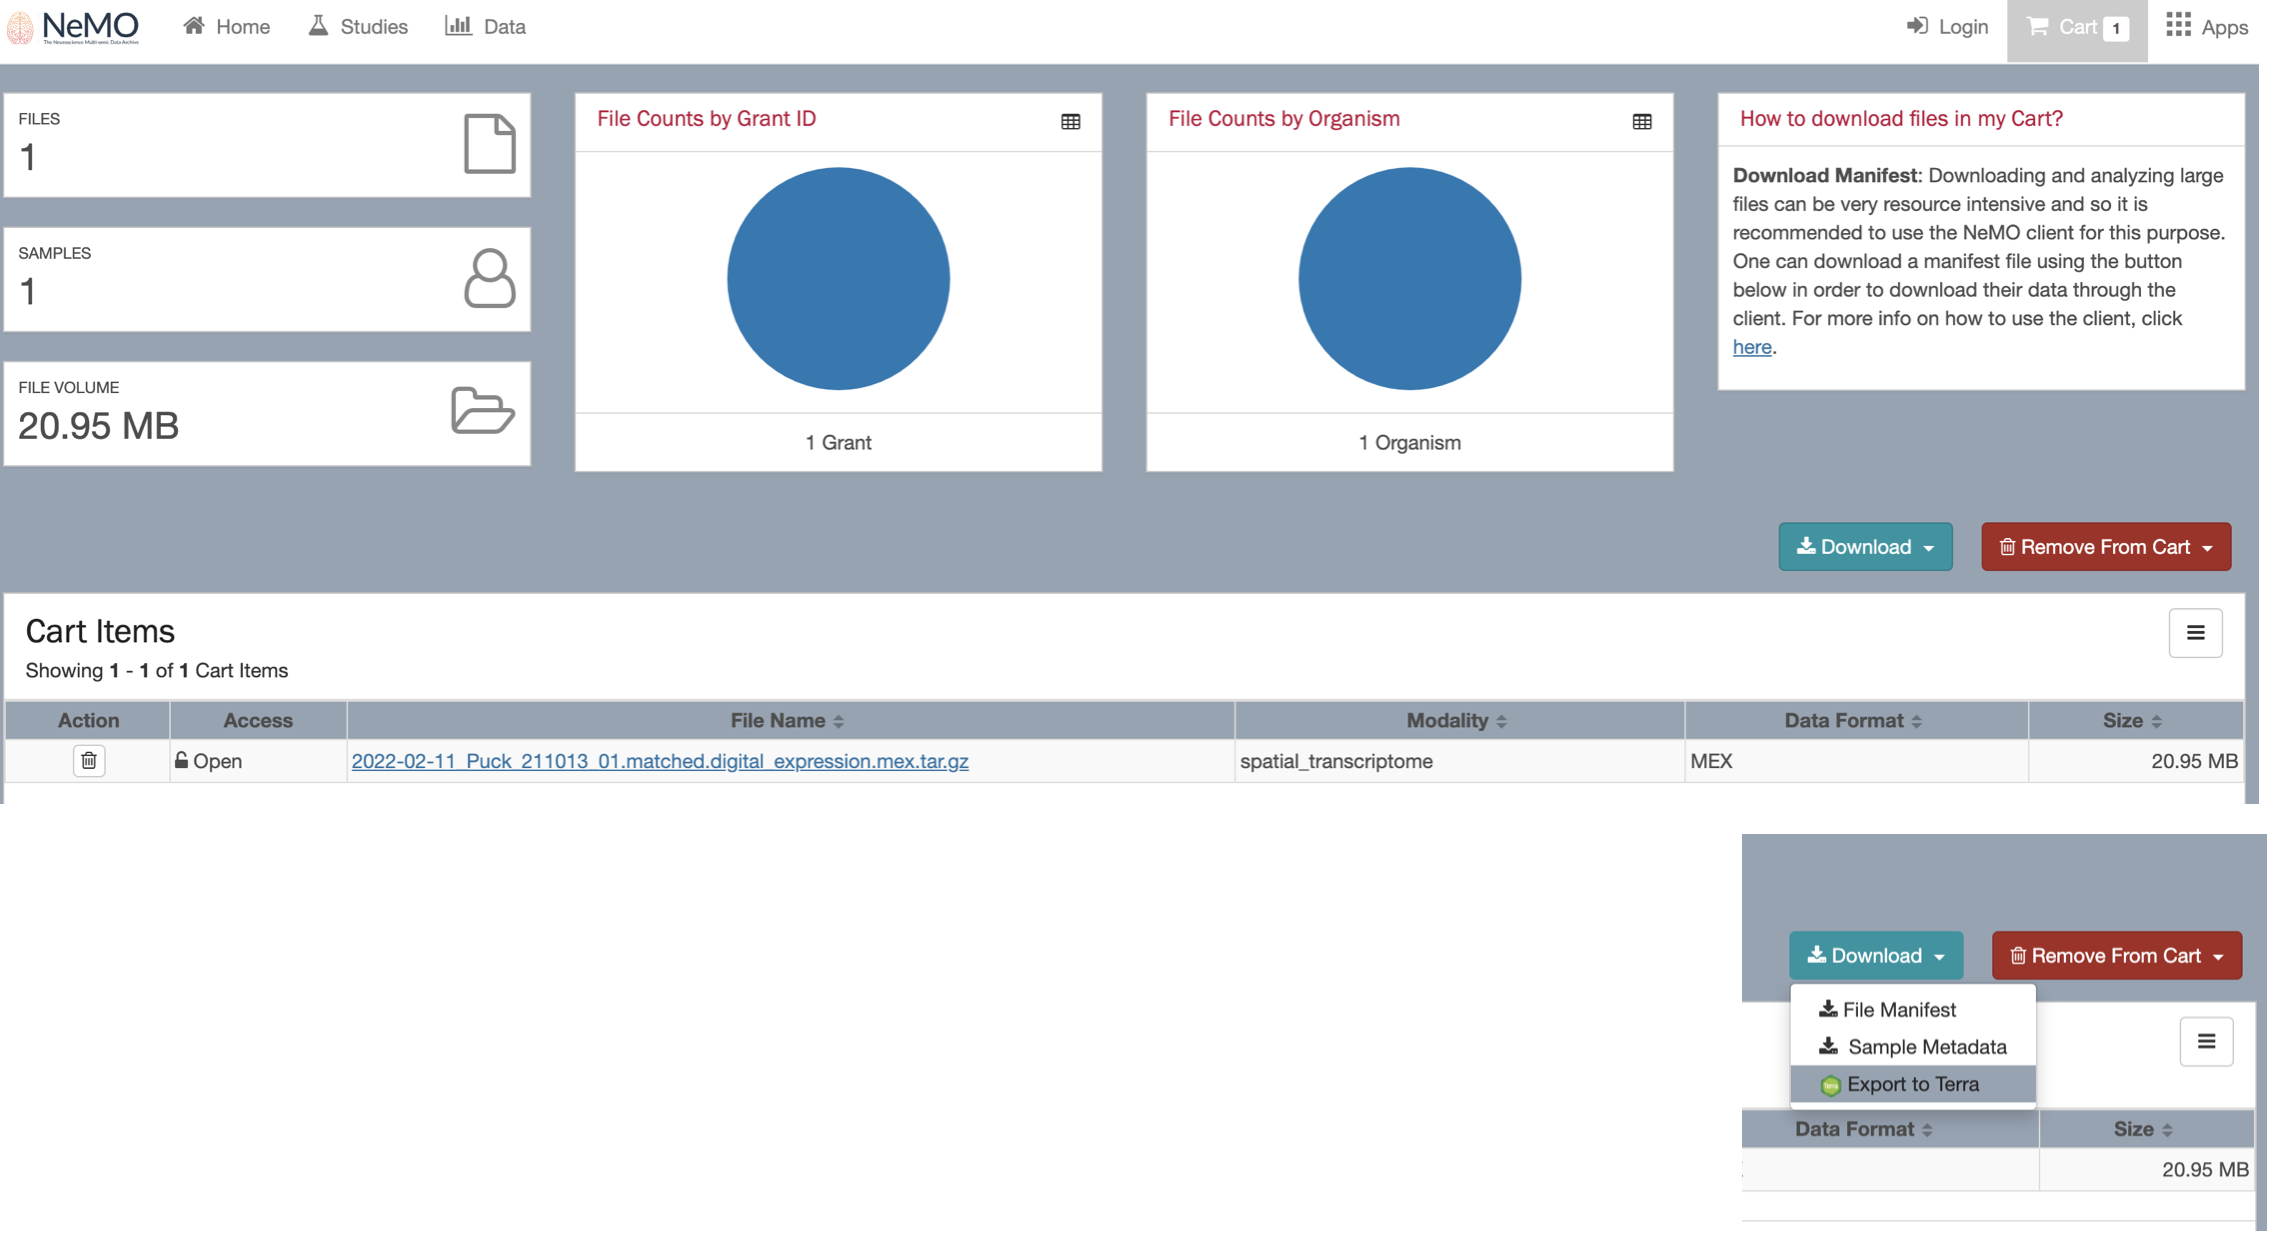 NeMO
The Neuroscience Multi-omic Data Archive
Home
Studies
Data
Login
Cart 1
Apps
FILES
1
SAMPLES
1
FILE VOLUME
20.95 MB
File Counts by Grant ID
1 Grant
File Counts by Organism
1 Organism
How to download files in my Cart?
Download Manifest: Downloading and analyzing large
files can be very resource intensive and so it is
recommended to use the NeMO client for this purpose.
One can download a manifest file using the button
below in order to download their data through the
client. For more info on how to use the client, click
here.
Download
Remove From Cart
Cart Items
Showing 1 - 1 of 1 Cart Items
Action Access File Name Modality Data Format Size
Open 2022-02-11_Puck_211013_01.matched.digital_expression.mex.tar.gz spatial_transcriptome MEX 20.95 MB
Download
Remove From Cart
File Manifest
Sample Metadata
Terra Export to Terra
Data Format Size
20.95 MB